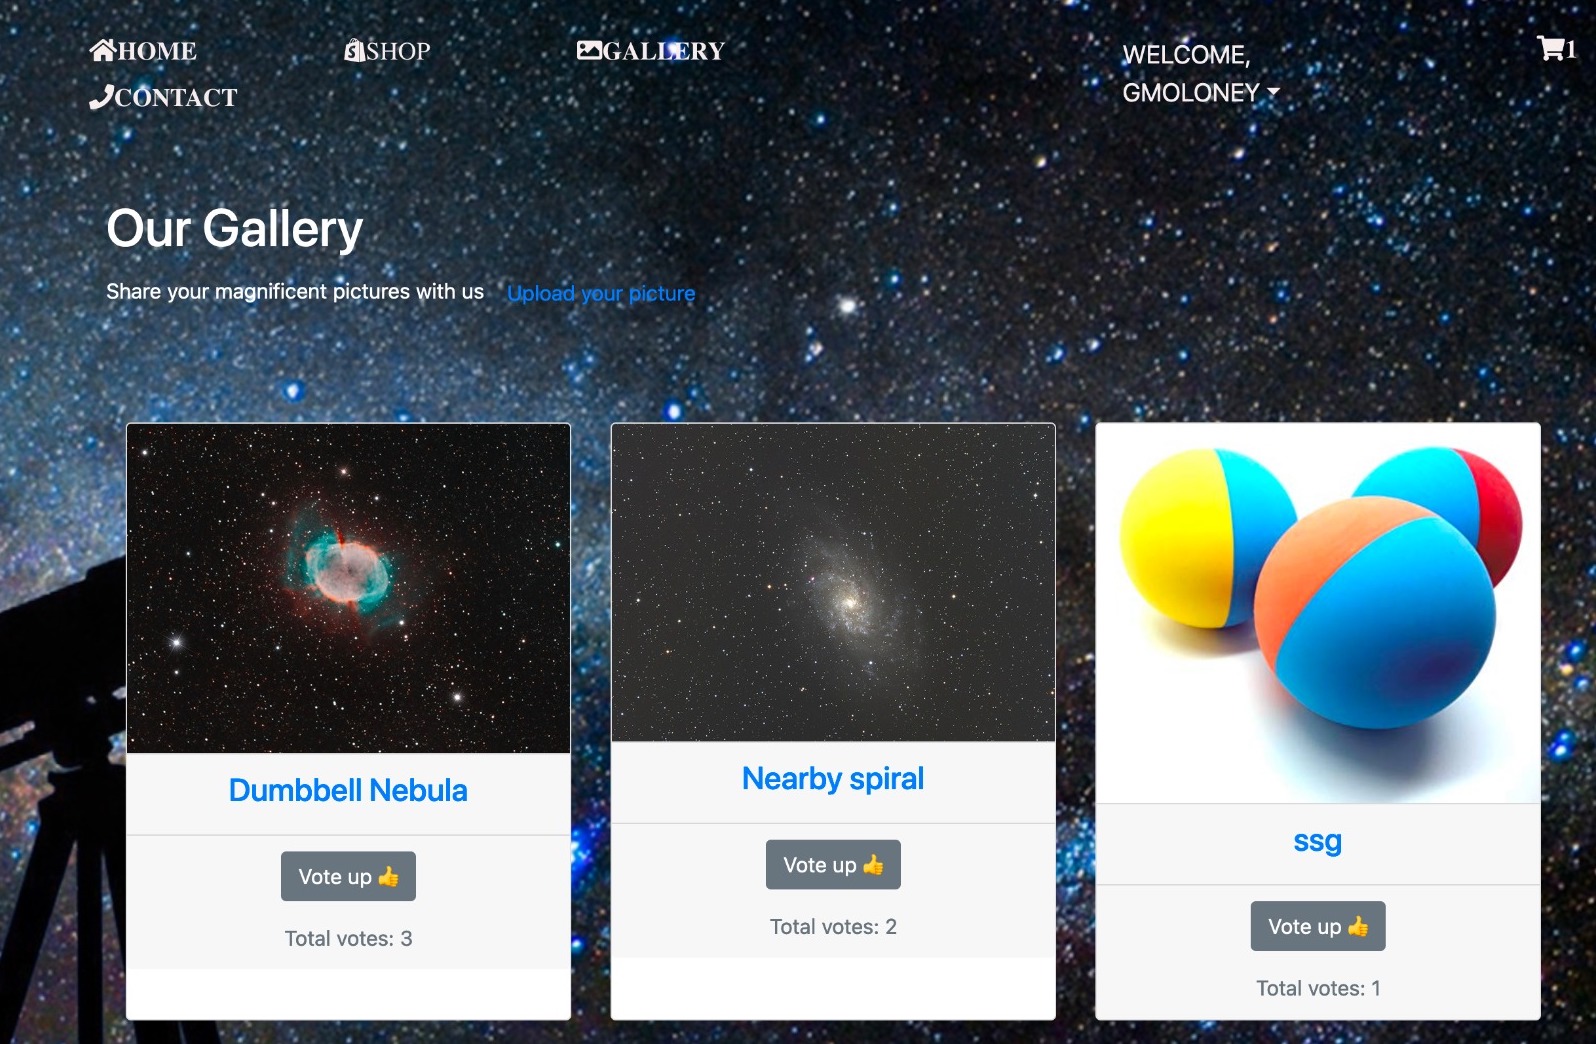 HOME SHOP GALLERY
CONTACT
WELCOME,
GMOLONEY
1
Our Gallery
Share your magnificent pictures with us Upload your picture
Dumbbell Nebula
Vote up 👍
Total votes: 3
Nearby spiral
Vote up 👍
Total votes: 2
ssg
Vote up 👍
Total votes: 1